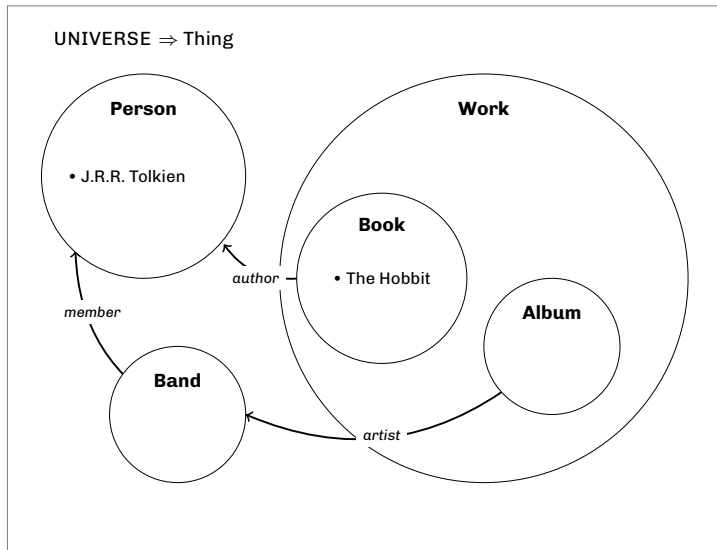 UNIVERSE ⇒ Thing
Person
Work
• J.R.R. Tolkien
Book
author
• The Hobbit
member
Album
Band
artist